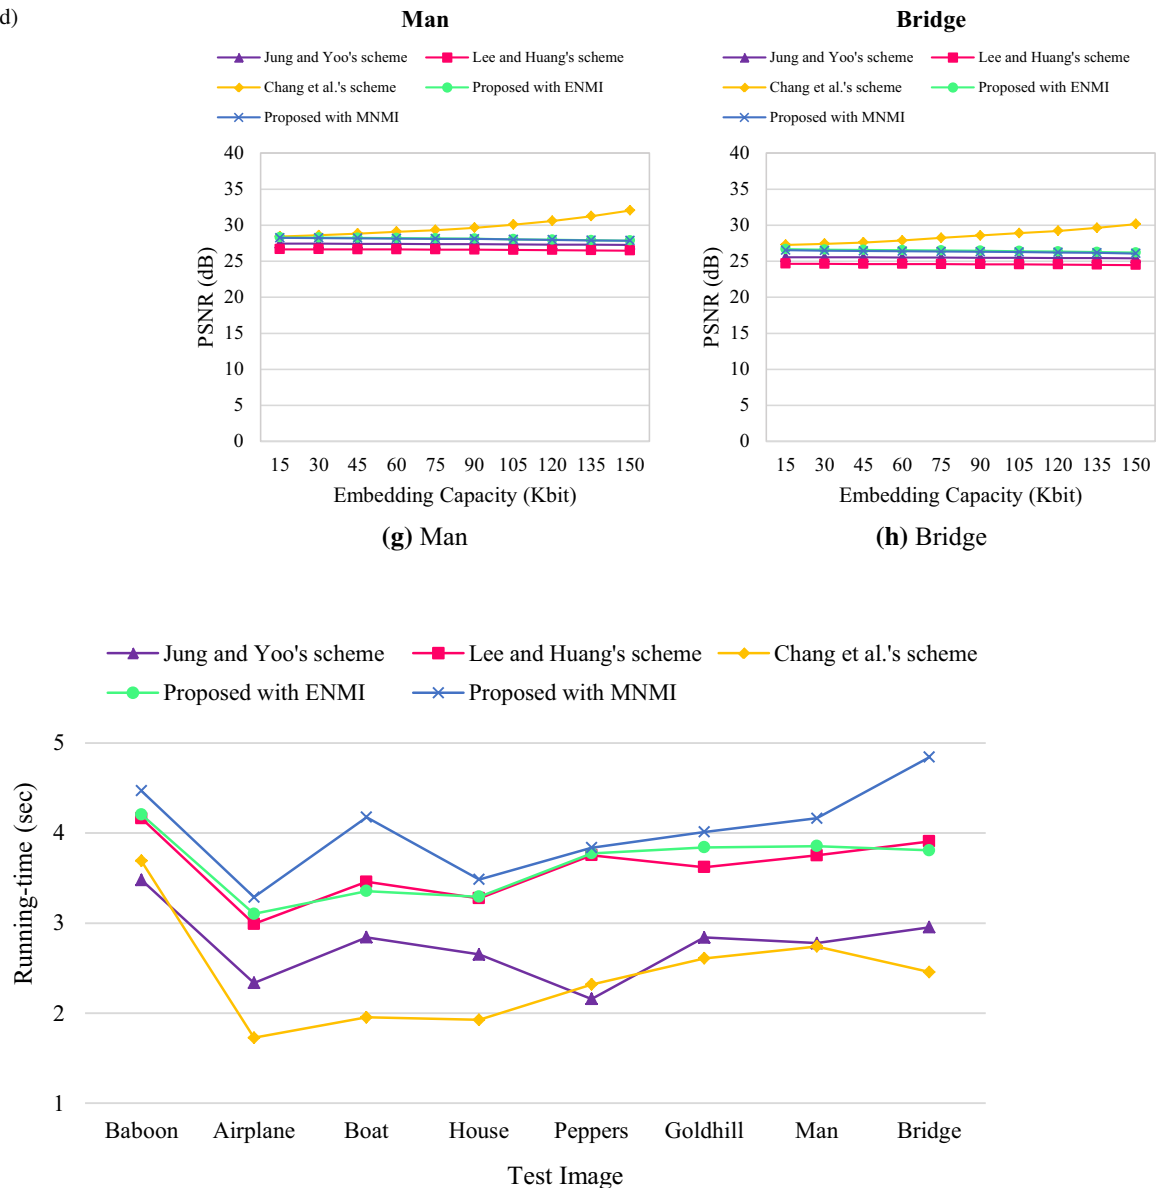 d)
Man
Jung and Yoo's scheme
Lee and Huang's scheme
Chang et al.'s scheme
Proposed with ENMI
Proposed with MNMI
40
35
30
25
20
15
10
5
0
PSNR (dB)
15 30 45 60 75 90 105 120 135 150
Embedding Capacity (Kbit)
(g) Man
Bridge
Jung and Yoo's scheme
Lee and Huang's scheme
Chang et al.'s scheme
Proposed with ENMI
Proposed with MNMI
40
35
30
25
20
15
10
5
0
PSNR (dB)
15 30 45 60 75 90 105 120 135 150
Embedding Capacity (Kbit)
(h) Bridge
Jung and Yoo's scheme Lee and Huang's scheme Chang et al.'s scheme
Proposed with ENMI Proposed with MNMI
5
4
3
2
1
Running-time (sec)
Baboon Airplane Boat House Peppers Goldhill Man Bridge
Test Image